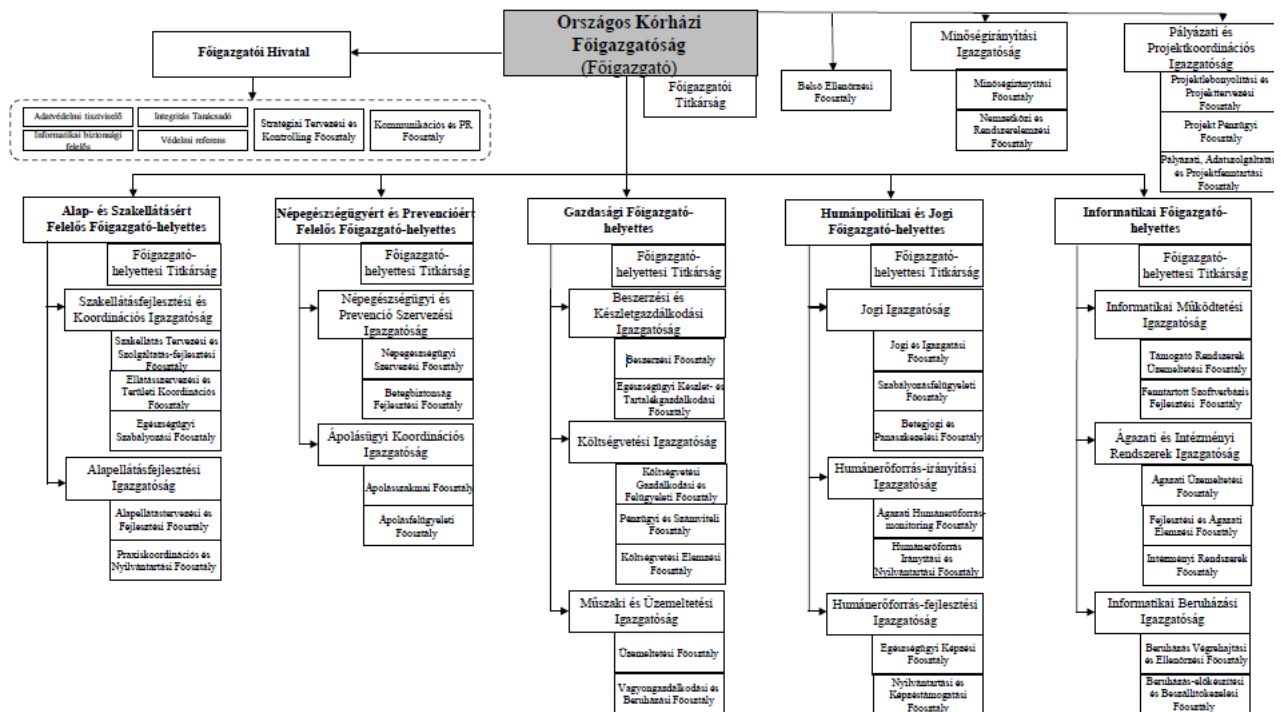 Országos Kórházi
Főigazgatóság
(Főigazgató)
Főigazgatói
Titkárság
Főigazgatói Hivatal
Adatvédelmi tisztviselő
Integritás Tanácsadó
Informatikai biztonsági
felelős
Védelmi referens
Stratégiai Tervezési és
Kontrolling Főosztály
Kommunikációs és PR
Főosztály
Belső Ellenőrzési
Főosztály
Minőségirányítási
Igazgatóság
Minőségirányítási
Főosztály
Nemzetközi és
Rendszerelemzési
Főosztály
Pályázati és
Projektkoordinációs
Igazgatóság
Projektlebonyolítási és
Projekttervezési
Főosztály
Projekt Pénzügyi
Főosztály
Pályázati, Adatszolgáltatás
és Projektfenntartási
Főosztály
Alap- és Szakellátásért
Felelős Főigazgató-helyettes
Főigazgató-
helyettesi Titkárság
Szakellátásfejlesztési és
Koordinációs Igazgatóság
Szakellátás Tervezési és
Szolgáltatás-fejlesztési
Főosztály
Ellátásszervezési és
Területi Koordinációs
Főosztály
Egészségügyi
Szabályozási Főosztály
Alapellátásfejlesztési
Igazgatóság
Alapellátástervezési és
Fejlesztési Főosztály
Praxiskoordinációs és
Nyilvántartási Főosztály
Népegészségügyért és Prevencióért
Felelős Főigazgató-helyettes
Főigazgató-
helyettesi Titkárság
Népegészségügyi és
Prevenció Szervezési
Igazgatóság
Népegészségügyi
Szervezési Főosztály
Betegbiztonság
Fejlesztési Főosztály
Ápolásügyi Koordinációs
Igazgatóság
Ápolásszakmai Főosztály
Ápolásfelügyeleti
Főosztály
Gazdasági Főigazgató-
helyettes
Főigazgató-
helyettesi Titkárság
Beszerzési és
Készletgazdálkodási
Igazgatóság
Beszerzési Főosztály
Egészségügyi Készlet- és
Tartalékgazdálkodási
Főosztály
Költségvetési Igazgatóság
Költségvetési
Gazdálkodási és
Felügyeleti Főosztály
Pénzügyi és Számviteli
Főosztály
Költségvetési Elemzési
Főosztály
Műszaki és Üzemeltetési
Igazgatóság
Üzemeltetési Főosztály
Vagyongazdálkodási és
Beruházási Főosztály
Humánpolitikai és Jogi
Főigazgató-helyettes
Főigazgató-
helyettesi Titkárság
Jogi Igazgatóság
Jogi és Igazgatási
Főosztály
Szabályozásfelügyeleti
Főosztály
Betegjogi és
Panaszkezelési Főosztály
Humánerőforrás-irányítási
Igazgatóság
Ágazati Humánerőforrás-
monitoring Főosztály
Humánerőforrás
Irányítási és
Nyilvántartási Főosztály
Humánerőforrás-fejlesztési
Igazgatóság
Egészségügyi Képzési
Főosztály
Nyilvántartási és
Képzéstámogatási
Főosztály
Informatikai Főigazgató-
helyettes
Főigazgató-
helyettesi Titkárság
Informatikai Működtetési
Igazgatóság
Támogató Rendszerek
Üzemeltetési Főosztály
Fenntartott Szoftverbázis
Fejlesztési Főosztály
Ágazati és Intézményi
Rendszerek Igazgatóság
Ágazati Üzemeltetési
Főosztály
Fejlesztési és Ágazati
Elemzési Főosztály
Intézményi Rendszerek
Főosztály
Informatikai Beruházási
Igazgatóság
Beruházás Végrehajtási
és Ellenőrzési Főosztály
Beruházás-előkészítési
és Beszállítókezelési
Főosztály